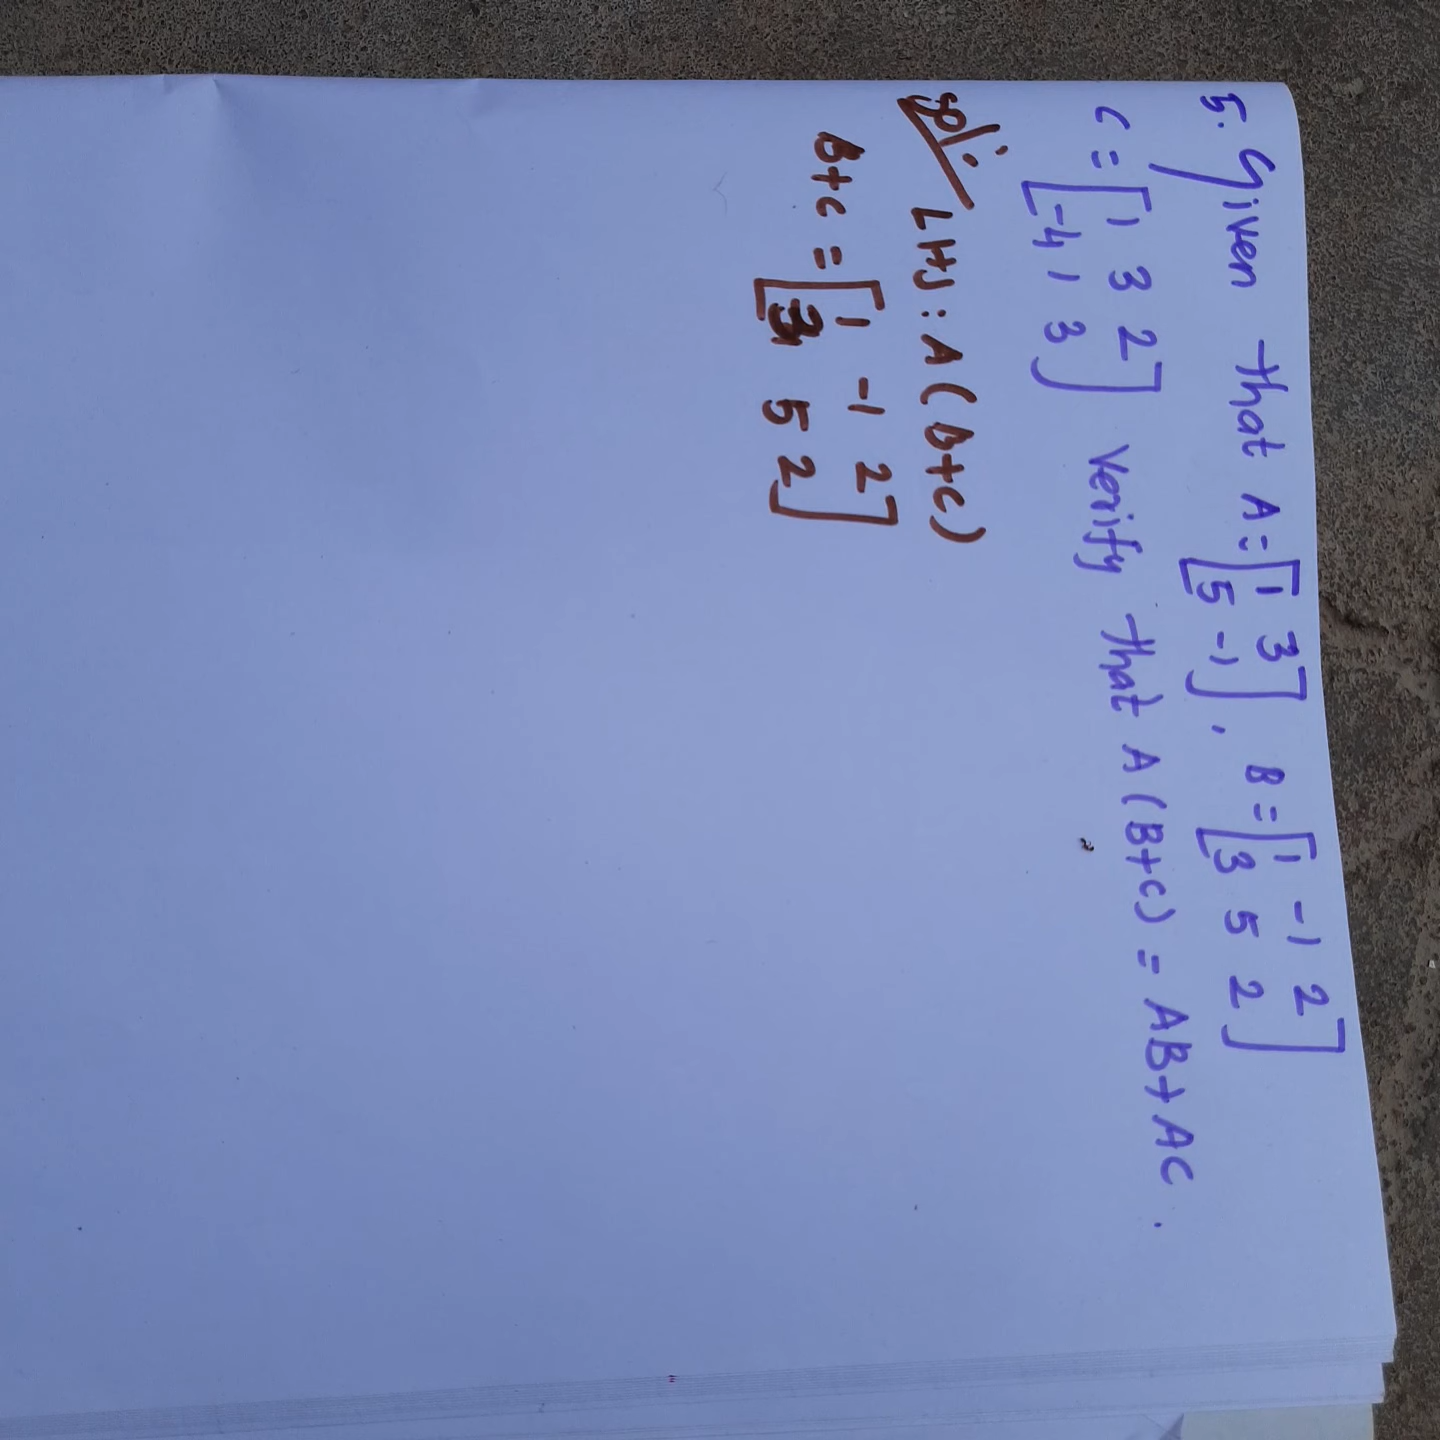 5. Given that A = [1 3
5 -1], B = [1 -1 2
3 5 2]
C = [1 3 2
-4 1 3] Verify that A(B+C) = AB+AC.
Sol: LHS: A(B+C)
B+C = [1 -1 2
3 5 2]